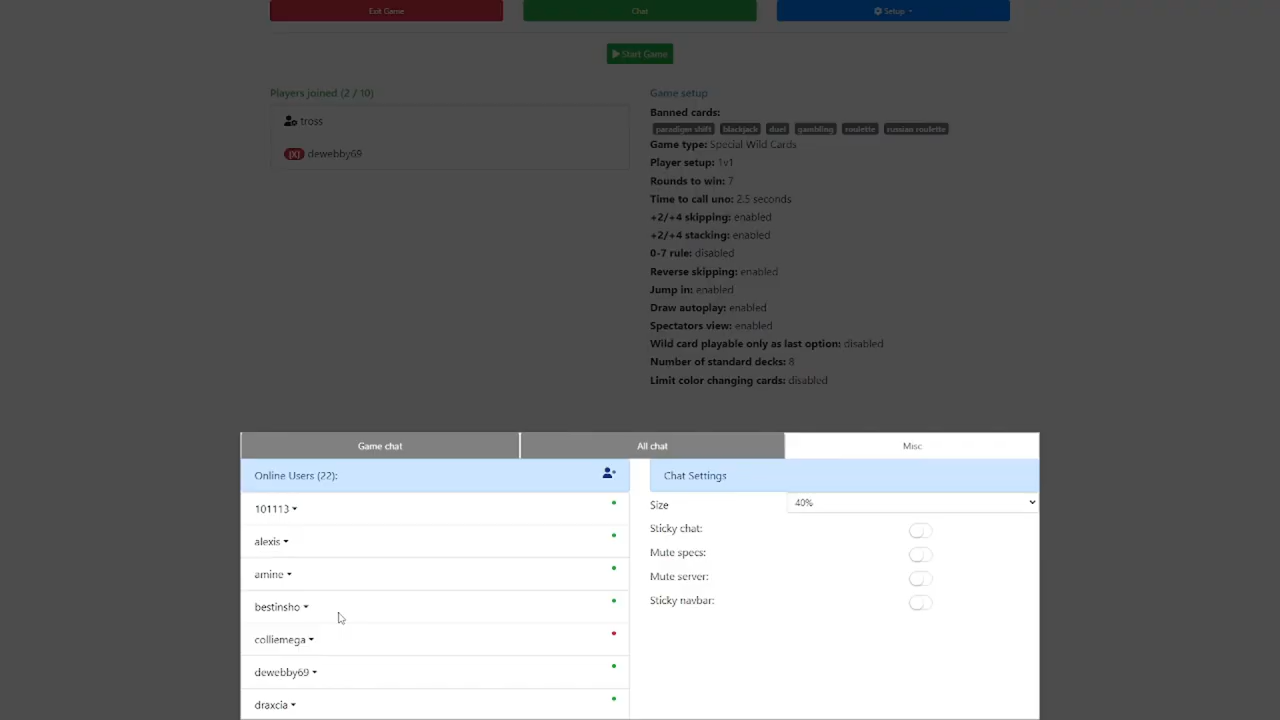 Exit Game
Chat
Setup
Start Game
Players joined (2 / 10)
tross
[X] dewebby69
Game setup
Banned cards:
paradigm shift blackjack duel gambling roulette russian roulette
Game type: Special Wild Cards
Player setup: 1v1
Rounds to win: 7
Time to call uno: 2.5 seconds
+2/+4 skipping: enabled
+2/+4 stacking: enabled
0-7 rule: disabled
Reverse skipping: enabled
Jump in: enabled
Draw autoplay: enabled
Spectators view: enabled
Wild card playable only as last option: disabled
Number of standard decks: 8
Limit color changing cards: disabled
Game chat
All chat
Misc
Online Users (22):
101113
alexis
amine
bestinsho
colliemega
dewebby69
draxcia
Chat Settings
Size 40%
Sticky chat:
Mute specs:
Mute server:
Sticky navbar: